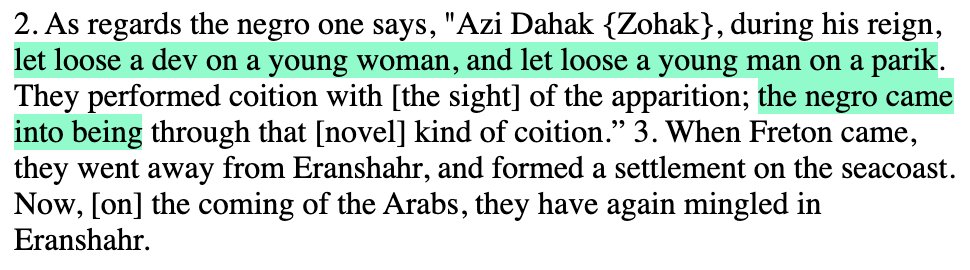 2. As regards the negro one says, "Azi Dahak {Zohak}, during his reign,
let loose a dev on a young woman, and let loose a young man on a parik.
They performed coition with [the sight] of the apparition; the negro came
into being through that [novel] kind of coition.” 3. When Freton came,
they went away from Eranshahr, and formed a settlement on the seacoast.
Now, [on] the coming of the Arabs, they have again mingled in
Eranshahr.